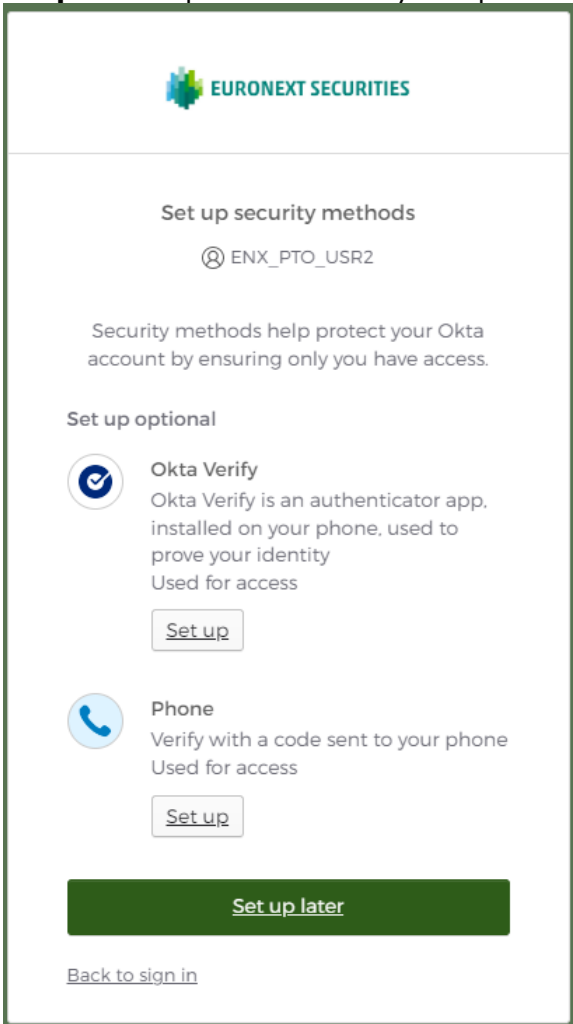 EURONEXT SECURITIES
Set up security methods
ENX_PTO_USR2
Security methods help protect your Okta
account by ensuring only you have access.
Set up optional
Okta Verify
Okta Verify is an authenticator app,
installed on your phone, used to
prove your identity
Used for access
Set up
Phone
Verify with a code sent to your phone
Used for access
Set up
Set up later
Back to sign in